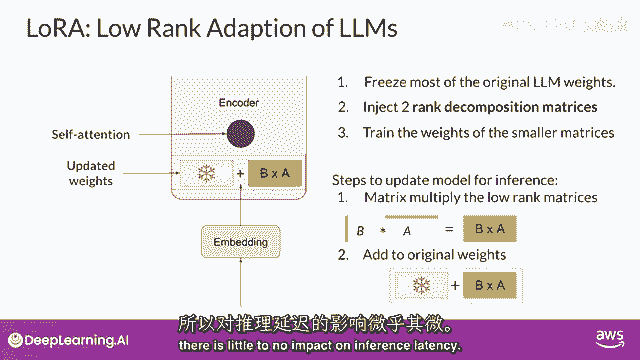 LoRA: Low Rank Adaption of LLMs
Encoder
Self-attention
Updated
weights
+
B x A
Embedding
1. Freeze most of the original LLM weights.
2. Inject 2 rank decomposition matrices
3. Train the weights of the smaller matrices
Steps to update model for inference:
1. Matrix multiply the low rank matrices
B * A = B x A
2. Add to original weights
+ B x A
所以对推理延迟的影响微乎其微。
there is little to no impact on inference latency.
DeepLearning.AI
aws